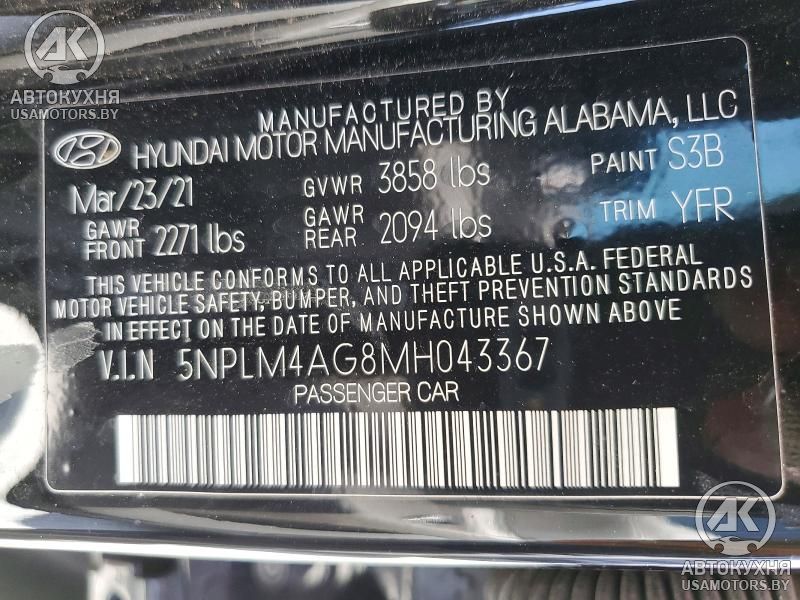 AK
АВТОКУХНЯ
USAMOTORS.BY
MANUFACTURED BY
HYUNDAI MOTOR MANUFACTURING ALABAMA, LLC
Mar/23/21 GVWR 3858 lbs PAINT S3B
GAWR FRONT 2271 lbs GAWR REAR 2094 lbs TRIM YFR
THIS VEHICLE CONFORMS TO ALL APPLICABLE U.S.A. FEDERAL
MOTOR VEHICLE SAFETY, BUMPER, AND THEFT PREVENTION STANDARDS
IN EFFECT ON THE DATE OF MANUFACTURE SHOWN ABOVE
V.I.N 5NPLM4AG8MH043367
PASSENGER CAR
AK
АВТОКУХНЯ
USAMOTORS.BY